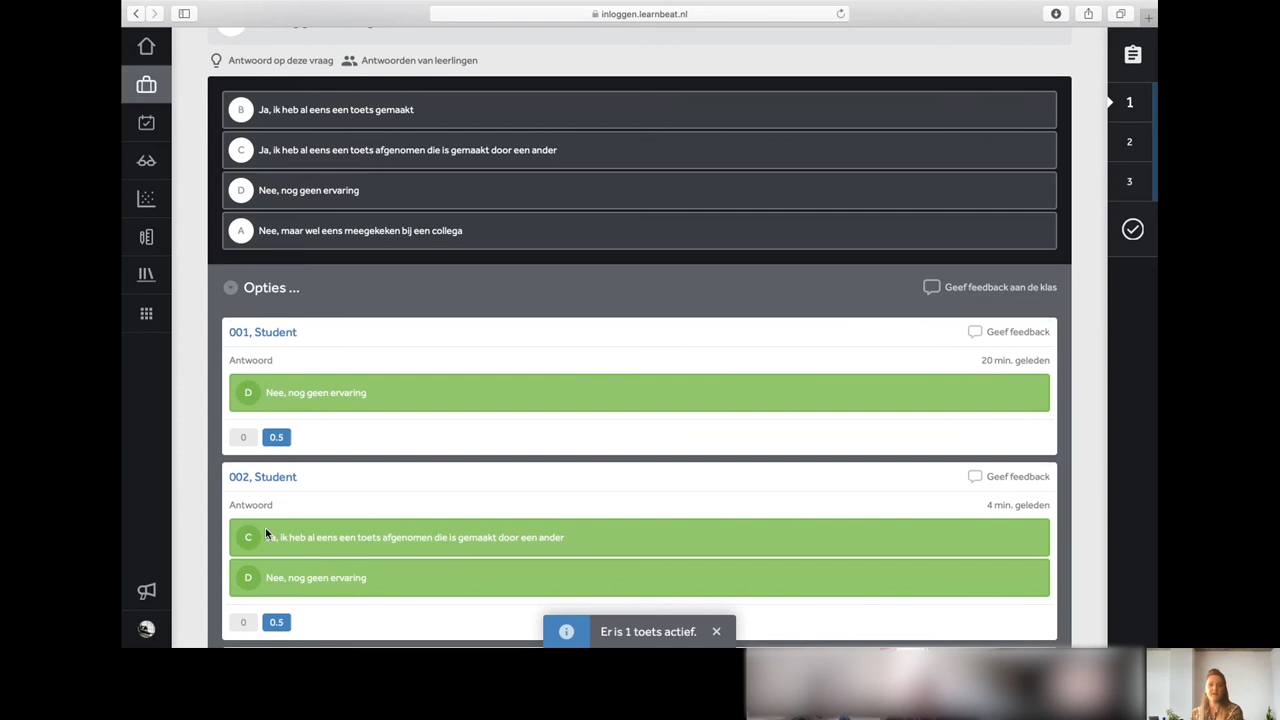 inloggen.learnbeat.nl
Antwoord op deze vraag Antwoorden van leerlingen
B Ja, ik heb al eens een toets gemaakt
C Ja, ik heb al eens een toets afgenomen die is gemaakt door een ander
D Nee, nog geen ervaring
A Nee, maar wel eens meegekeken bij een collega
Opties ... Geef feedback aan de klas
001, Student Geef feedback
Antwoord 20 min. geleden
D Nee, nog geen ervaring
0 0.5
002, Student Geef feedback
Antwoord 4 min. geleden
C Ja, ik heb al eens een toets afgenomen die is gemaakt door een ander
D Nee, nog geen ervaring
0 0.5
Er is 1 toets actief.
1
2
3